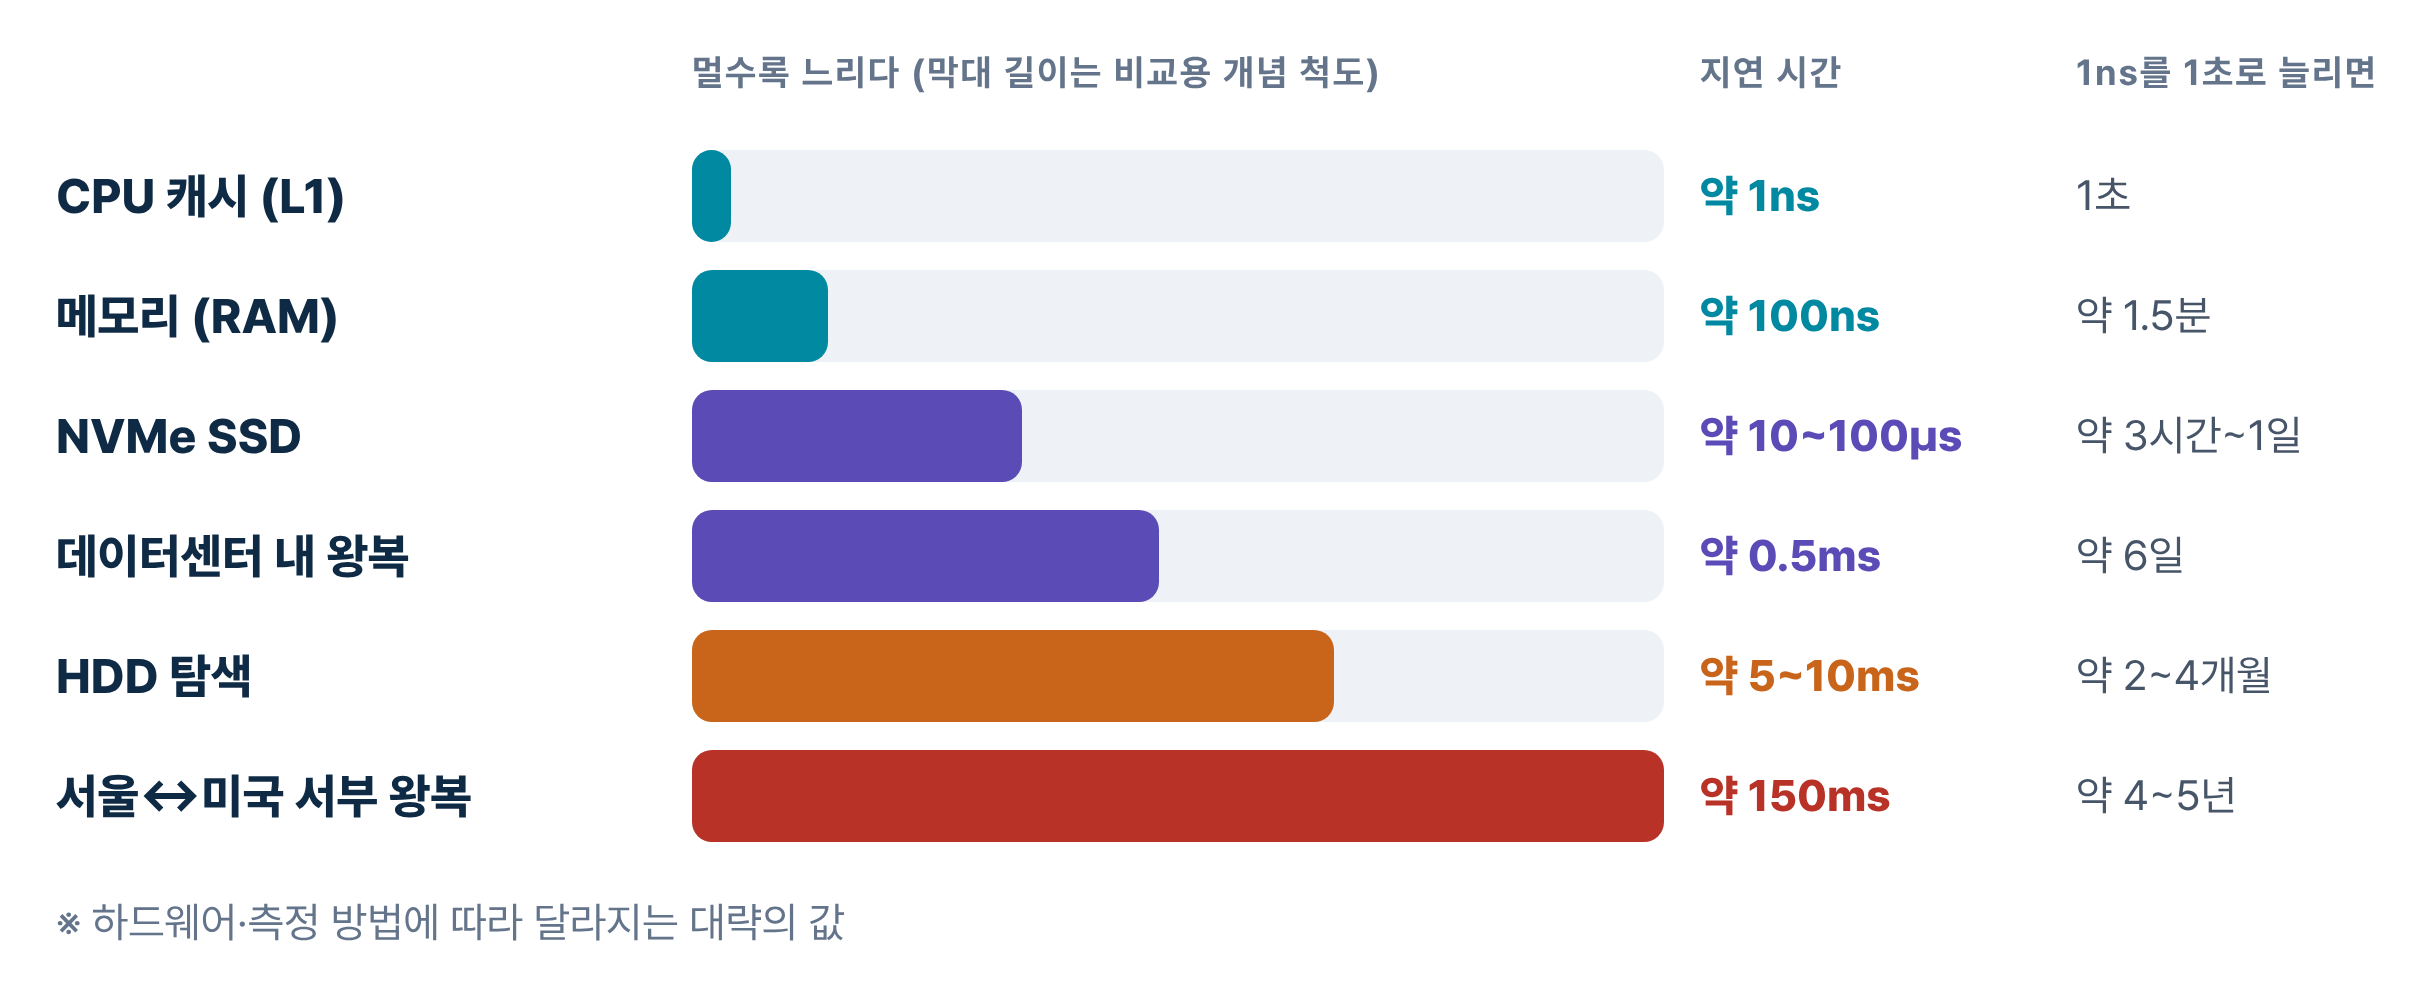 멀수록 느리다 (막대 길이는 비교용 개념 척도) 지연 시간 1ns를 1초로 늘리면
CPU 캐시 (L1) 약 1ns 1초
메모리 (RAM) 약 100ns 약 1.5분
NVMe SSD 약 10~100μs 약 3시간~1일
데이터센터 내 왕복 약 0.5ms 약 6일
HDD 탐색 약 5~10ms 약 2~4개월
서울↔미국 서부 왕복 약 150ms 약 4~5년
※ 하드웨어·측정 방법에 따라 달라지는 대략의 값